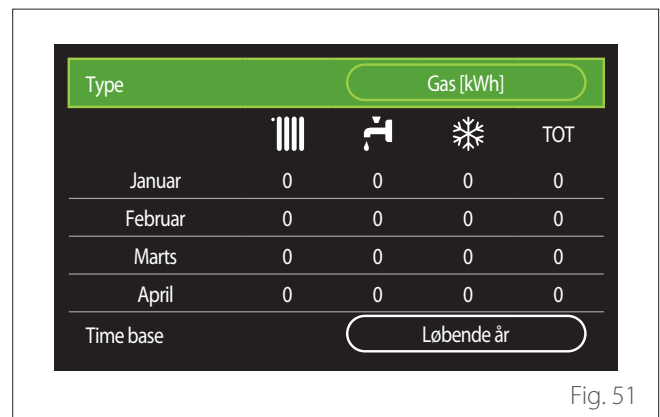 Type Gas [kWh]
TOT
Januar 0 0 0 0
Februar 0 0 0 0
Marts 0 0 0 0
April 0 0 0 0
Time base Løbende år
Fig. 51